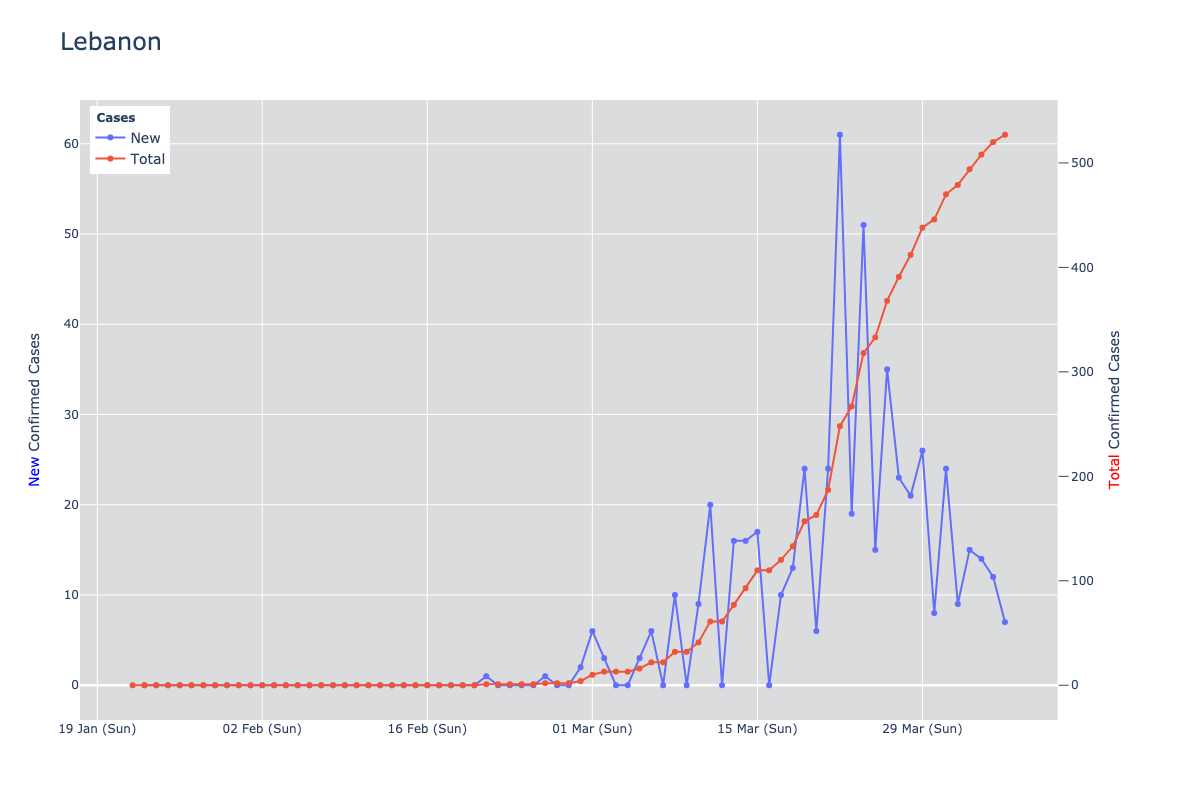 Lebanon
Cases
New
Total
60
50
40
30
20
10
0
500
400
300
200
100
0
New Confirmed Cases
Total Confirmed Cases
19 Jan (Sun)
02 Feb (Sun)
16 Feb (Sun)
01 Mar (Sun)
15 Mar (Sun)
29 Mar (Sun)